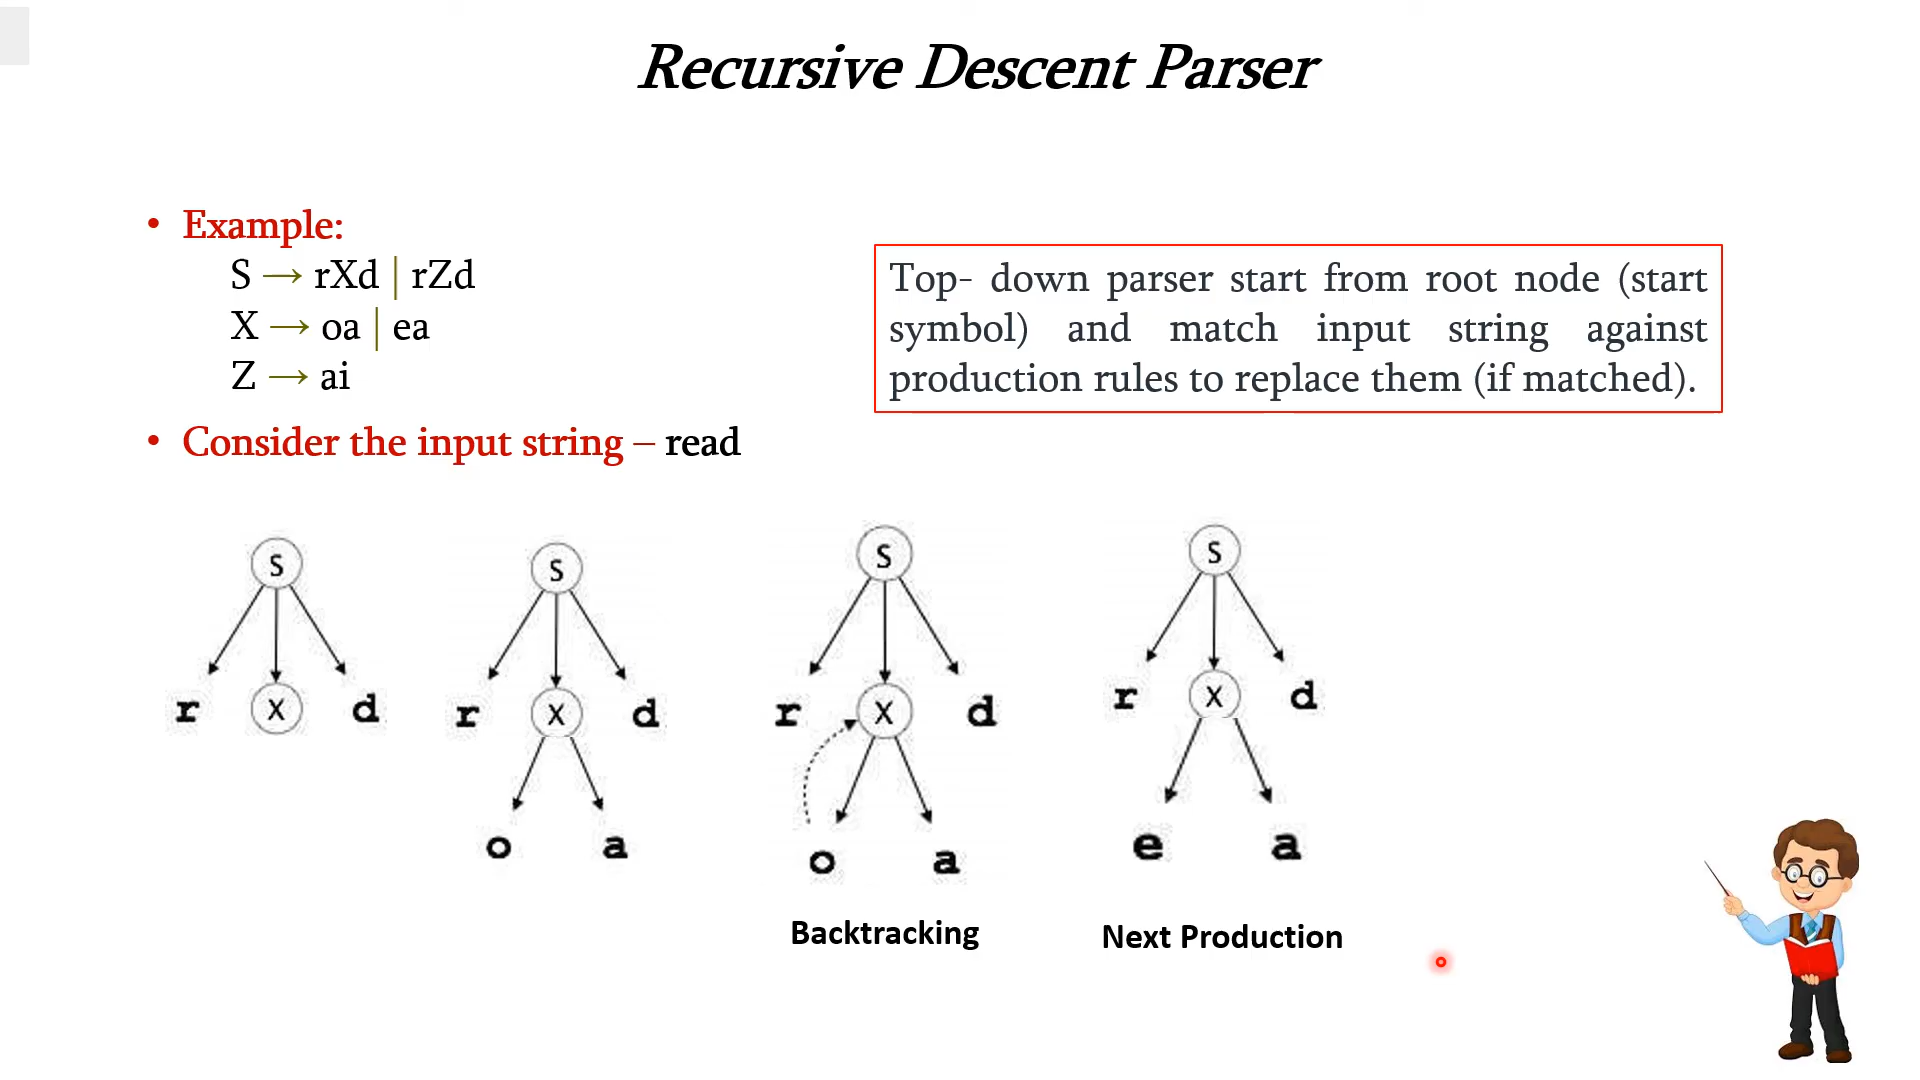 Recursive Descent Parser
• Example:
S → rXd | rZd
X → oa | ea
Z → ai
• Consider the input string – read
Top- down parser start from root node (start
symbol) and match input string against
production rules to replace them (if matched).
S
r X d
S
r X d
o a
S
r X d
o a
Backtracking
S
r X d
e a
Next Production